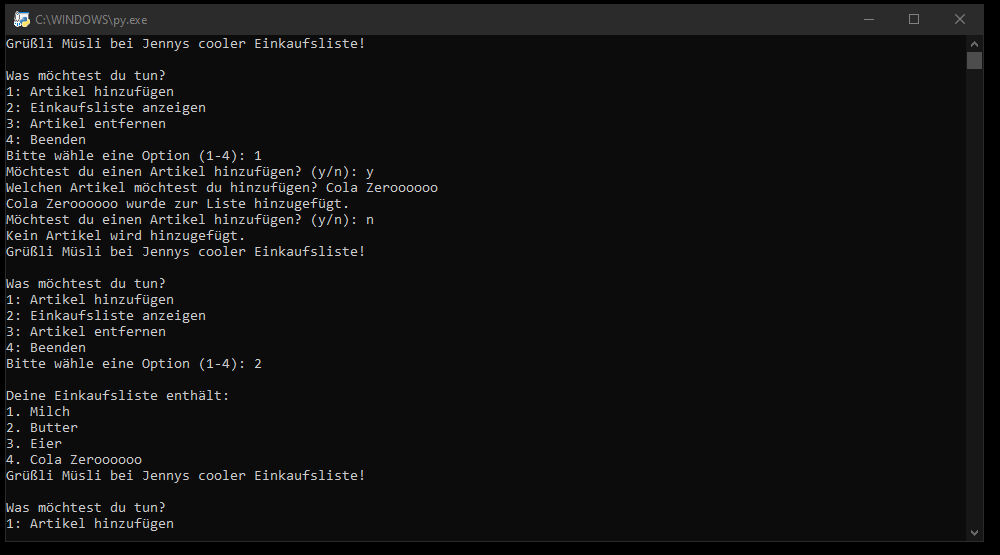 C:\WINDOWS\py.exe
Grüßli Müsli bei Jennys cooler Einkaufsliste!
Was möchtest du tun?
1: Artikel hinzufügen
2: Einkaufsliste anzeigen
3: Artikel entfernen
4: Beenden
Bitte wähle eine Option (1-4): 1
Möchtest du einen Artikel hinzufügen? (y/n): y
Welchen Artikel möchtest du hinzufügen? Cola Zeroooooo
Cola Zeroooooo wurde zur Liste hinzugefügt.
Möchtest du einen Artikel hinzufügen? (y/n): n
Kein Artikel wird hinzugefügt.
Grüßli Müsli bei Jennys cooler Einkaufsliste!
Was möchtest du tun?
1: Artikel hinzufügen
2: Einkaufsliste anzeigen
3: Artikel entfernen
4: Beenden
Bitte wähle eine Option (1-4): 2
Deine Einkaufsliste enthält:
1. Milch
2. Butter
3. Eier
4. Cola Zeroooooo
Grüßli Müsli bei Jennys cooler Einkaufsliste!
Was möchtest du tun?
1: Artikel hinzufügen